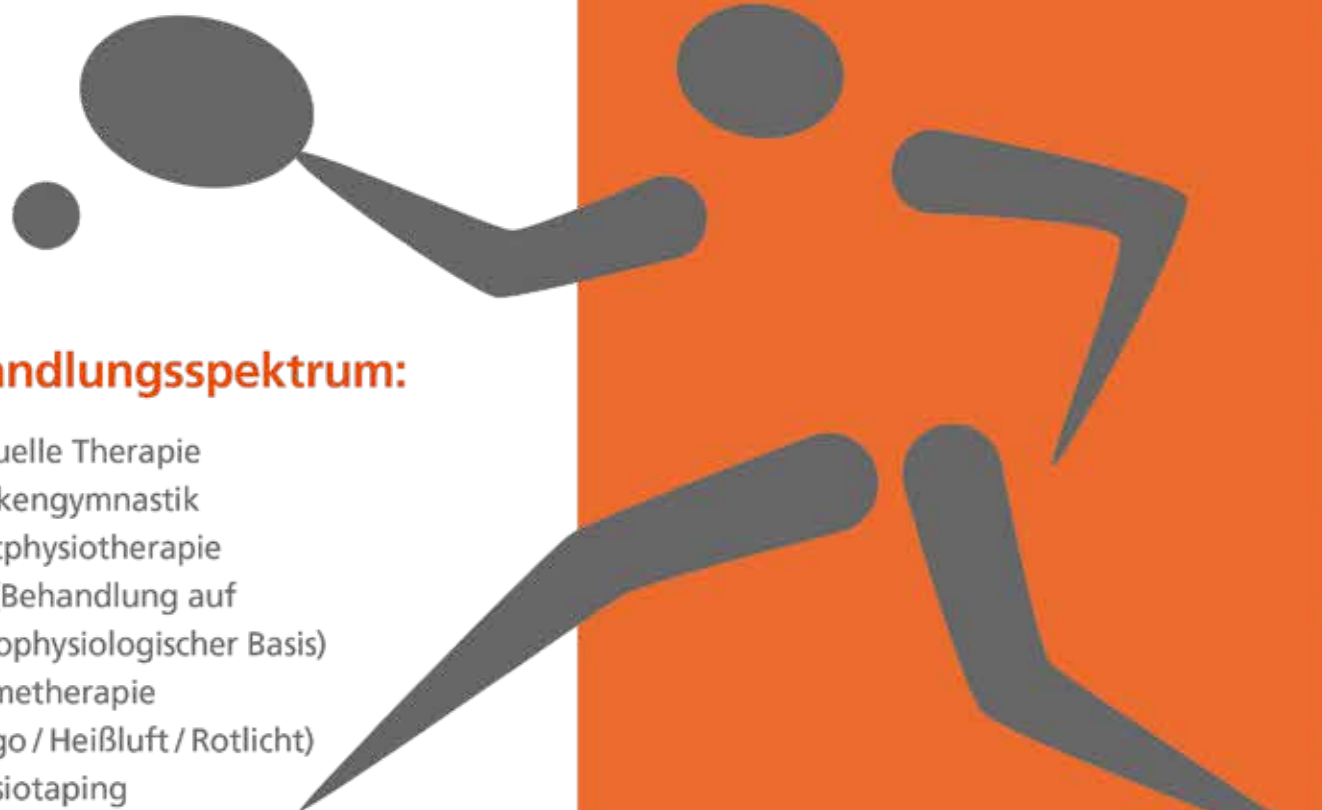 andlungsspektrum:
uelle Therapie
kengymnastik
tphysiotherapie
Behandlung auf
ophysiologischer Basis)
metherapie
go / Heißluft / Rotlicht)
siotaping